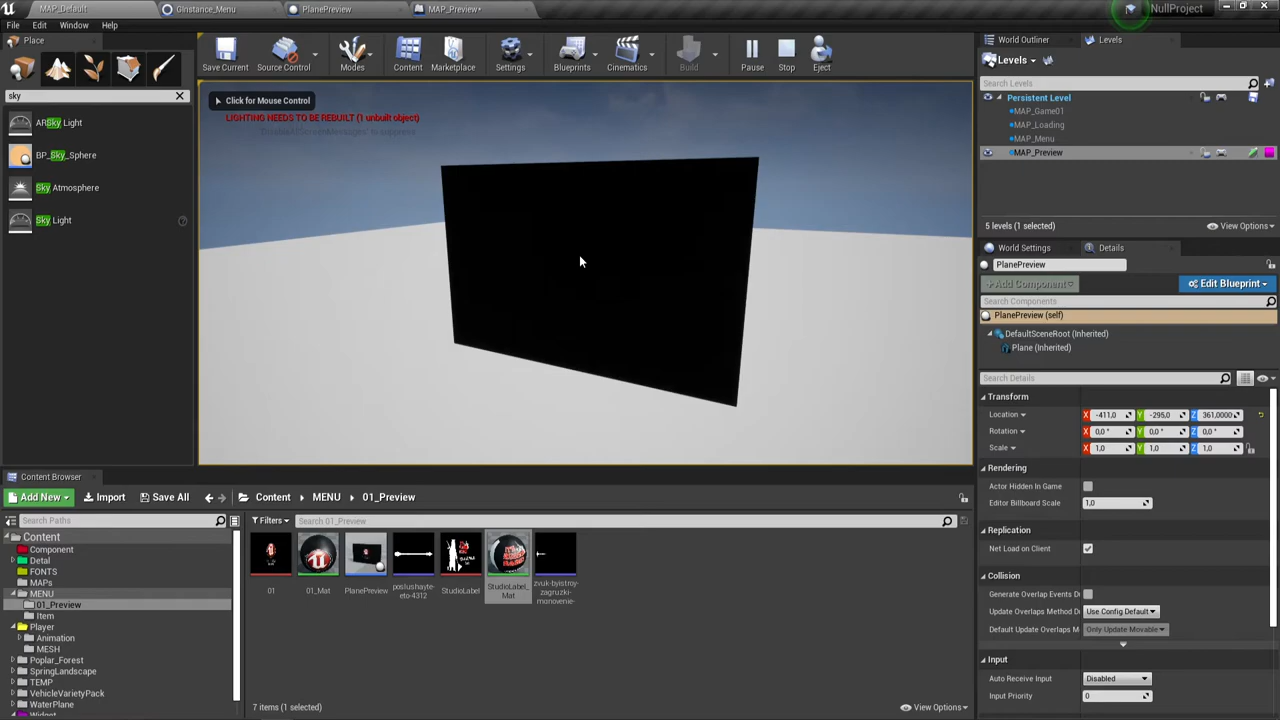 MAP_Default
GInstance_Menu
PlanePreview
MAP_Preview*
NullProject
File
Edit
Window
Help
Place
Save Current
Source Control
Modes
Content
Marketplace
Settings
Blueprints
Cinematics
Build
Pause
Stop
Eject
World Outliner
Levels
Levels
Search Levels
sky
Click for Mouse Control
LIGHTING NEEDS TO BE REBUILT (1 unbuilt object)
'DisableAllScreenMessages' to suppress
Persistent Level
MAP_Game01
MAP_Loading
MAP_Menu
MAP_Preview
ARSky Light
BP_Sky_Sphere
Sky Atmosphere
Sky Light
5 levels (1 selected)
View Options
World Settings
Details
PlanePreview
+Add Component
Edit Blueprint
Search Components
PlanePreview (self)
DefaultSceneRoot (Inherited)
Plane (Inherited)
Search Details
Transform
Location
X
-411,0
Y
-295,0
Z
361,0000
Rotation
X
0,0 °
Y
0,0 °
Z
0,0 °
Scale
X
1,0
Y
1,0
Z
1,0
Rendering
Actor Hidden In Game
Editor Billboard Scale
1,0
Replication
Net Load on Client
Collision
Generate Overlap Events D
Update Overlaps Method D
Use Config Default
Default Update Overlaps M
Only Update Movable
Input
Auto Receive Input
Disabled
Input Priority
0
Content Browser
Add New
Import
Save All
Content
MENU
01_Preview
Search Paths
Filters
Search 01_Preview
Content
Component
Detal
FONTS
MAPs
MENU
01_Preview
Item
Player
Animation
MESH
Poplar_Forest
SpringLandscape
TEMP
VehicleVarietyPack
WaterPlane
Widget
01
01_Mat
PlanePreview
poslushayte-
eto-4312
StudioLabel
StudioLabel_
Mat
zvuk-byistroy-
zagruzki-
monovenie-
7 items (1 selected)
View Options